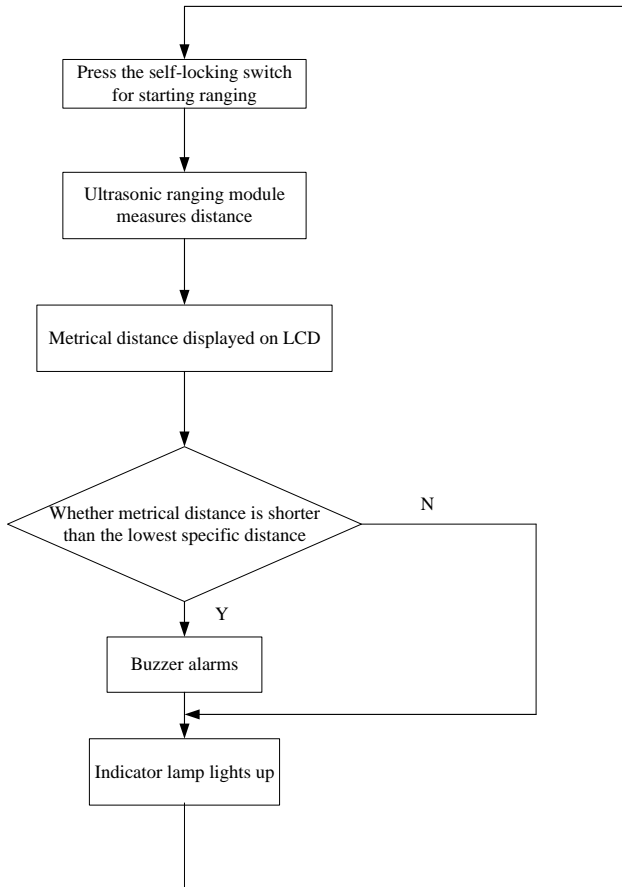 Press the self-locking switch
for starting ranging
Ultrasonic ranging module
measures distance
Metrical distance displayed on LCD
Whether metrical distance is shorter
than the lowest specific distance
N
Y
Buzzer alarms
Indicator lamp lights up